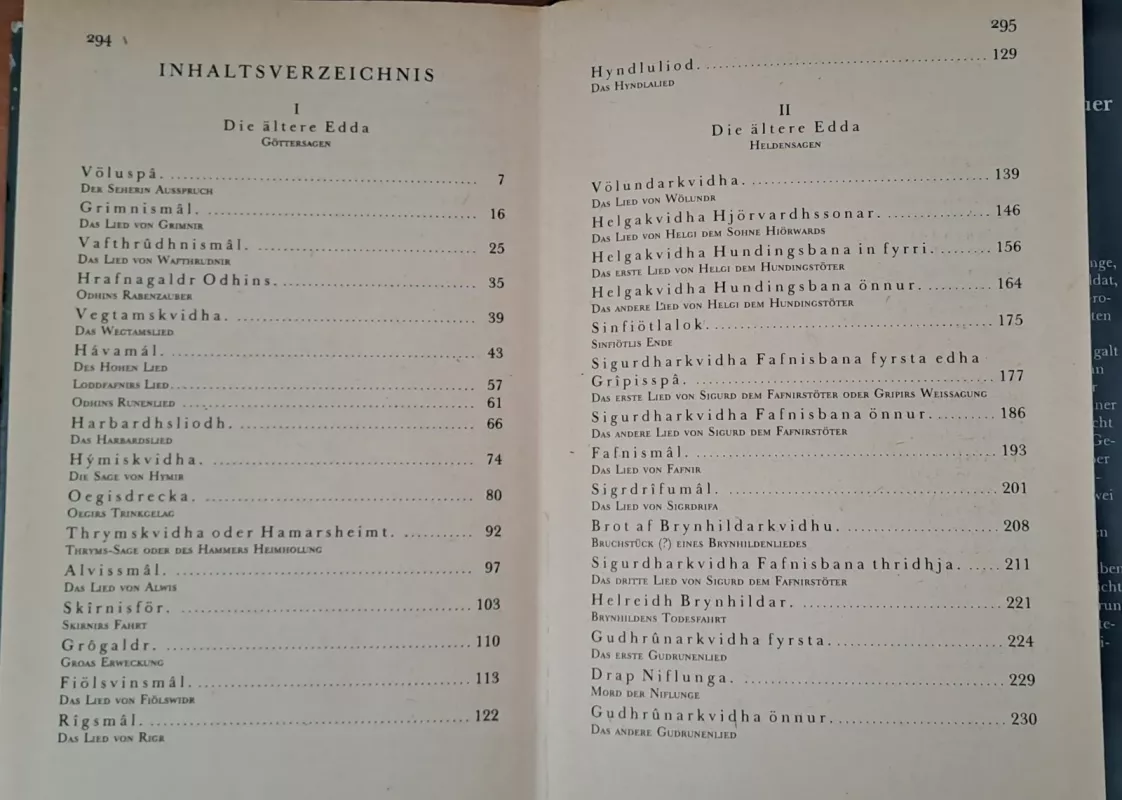 294
INHALTSVERZEICHNIS
I
Die ältere Edda
Göttersagen
Völuspâ. 7
Der Seherin Ausspruch
Grimnismâl. 16
Das Lied von Grimnir
Vafthrûdhnismâl. 25
Das Lied von Wafthrudnir
Hrafnagaldr Odhins. 35
Odhins Rabenzauber
Vegtamskvidha. 39
Das Wegtamslied
Hávamál. 43
Des Hohen Lied
Loddfafnirs Lied. 57
Odhins Runenlied 61
Harbardhsliodh. 66
Das Harbardslied
Hýmiskvidha. 74
Die Sage von Hymir
Oegisdrecka. 80
Oegirs Trinkgelag
Thrymskvidha oder Hamarsheimt. 92
Thryms-Sage oder des Hammers Heimholung
Alvissmâl. 97
Das Lied von Alwis
Skîrnisför. 103
Skirnirs Fahrt
Grôgaldr. 110
Groas Erweckung
Fiölsvinsmâl. 113
Das Lied von Fiölswidr
Rîgsmâl. 122
Das Lied von Rigr
295
Hyndluliod. 129
Das Hyndlalied
II
Die ältere Edda
Heldensagen
Völundarkvidha. 139
Das Lied von Wölundr
Helgakvidha Hjörvardhssonar. 146
Das Lied von Helgi dem Sohne Hiörwards
Helgakvidha Hundingsbana in fyrri. 156
Das erste Lied von Helgi dem Hundingstöter
Helgakvidha Hundingsbana önnur. 164
Das andere Lied von Helgi dem Hundingstöter
Sinfiötlalok. 175
Sinfiötlis Ende
Sigurdharkvidha Fafnisbana fyrsta edha
Grîpisspâ. 177
Das erste Lied von Sigurd dem Fafnirstöter oder Gripirs Weissagung
Sigurdharkvidha Fafnisbana önnur. 186
Das andere Lied von Sigurd dem Fafnirstöter
Fafnismâl. 193
Das Lied von Fafnir
Sigrdrîfumâl. 201
Das Lied von Sigrdrifa
Brot af Brynhildarkvidhu. 208
Bruchstück (?) eines Brynhildenliedes
Sigurdharkvidha Fafnisbana thridhja. 211
Das dritte Lied von Sigurd dem Fafnirstöter
Helreidh Brynhildar. 221
Brynhildens Todesfahrt
Gudhrûnarkvidha fyrsta. 224
Das erste Gudrunenlied
Drap Niflunga. 229
Mord der Niflunge
Gudhrûnarkvidha önnur. 230
Das andere Gudrunenlied